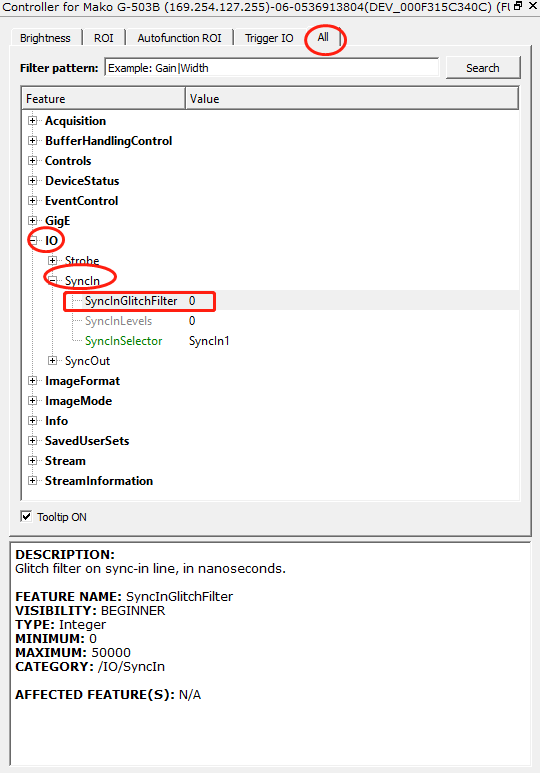 Controller for Mako G-503B (169.254.127.255)-06-0536913804(DEV_000F315C340C) (Fl
Brightness ROI Autofunction ROI Trigger IO All
Filter pattern: Example: Gain|Width Search
Feature Value
Acquisition
BufferHandlingControl
Controls
DeviceStatus
EventControl
GigE
IO
Strobe
SyncIn
SyncInGlitchFilter 0
SyncInLevels 0
SyncInSelector SyncIn1
SyncOut
ImageFormat
ImageMode
Info
SavedUserSets
Stream
StreamInformation
Tooltip ON
DESCRIPTION:
Glitch filter on sync-in line, in nanoseconds.
FEATURE NAME: SyncInGlitchFilter
VISIBILITY: BEGINNER
TYPE: Integer
MINIMUM: 0
MAXIMUM: 50000
CATEGORY: /IO/SyncIn
AFFECTED FEATURE(S): N/A